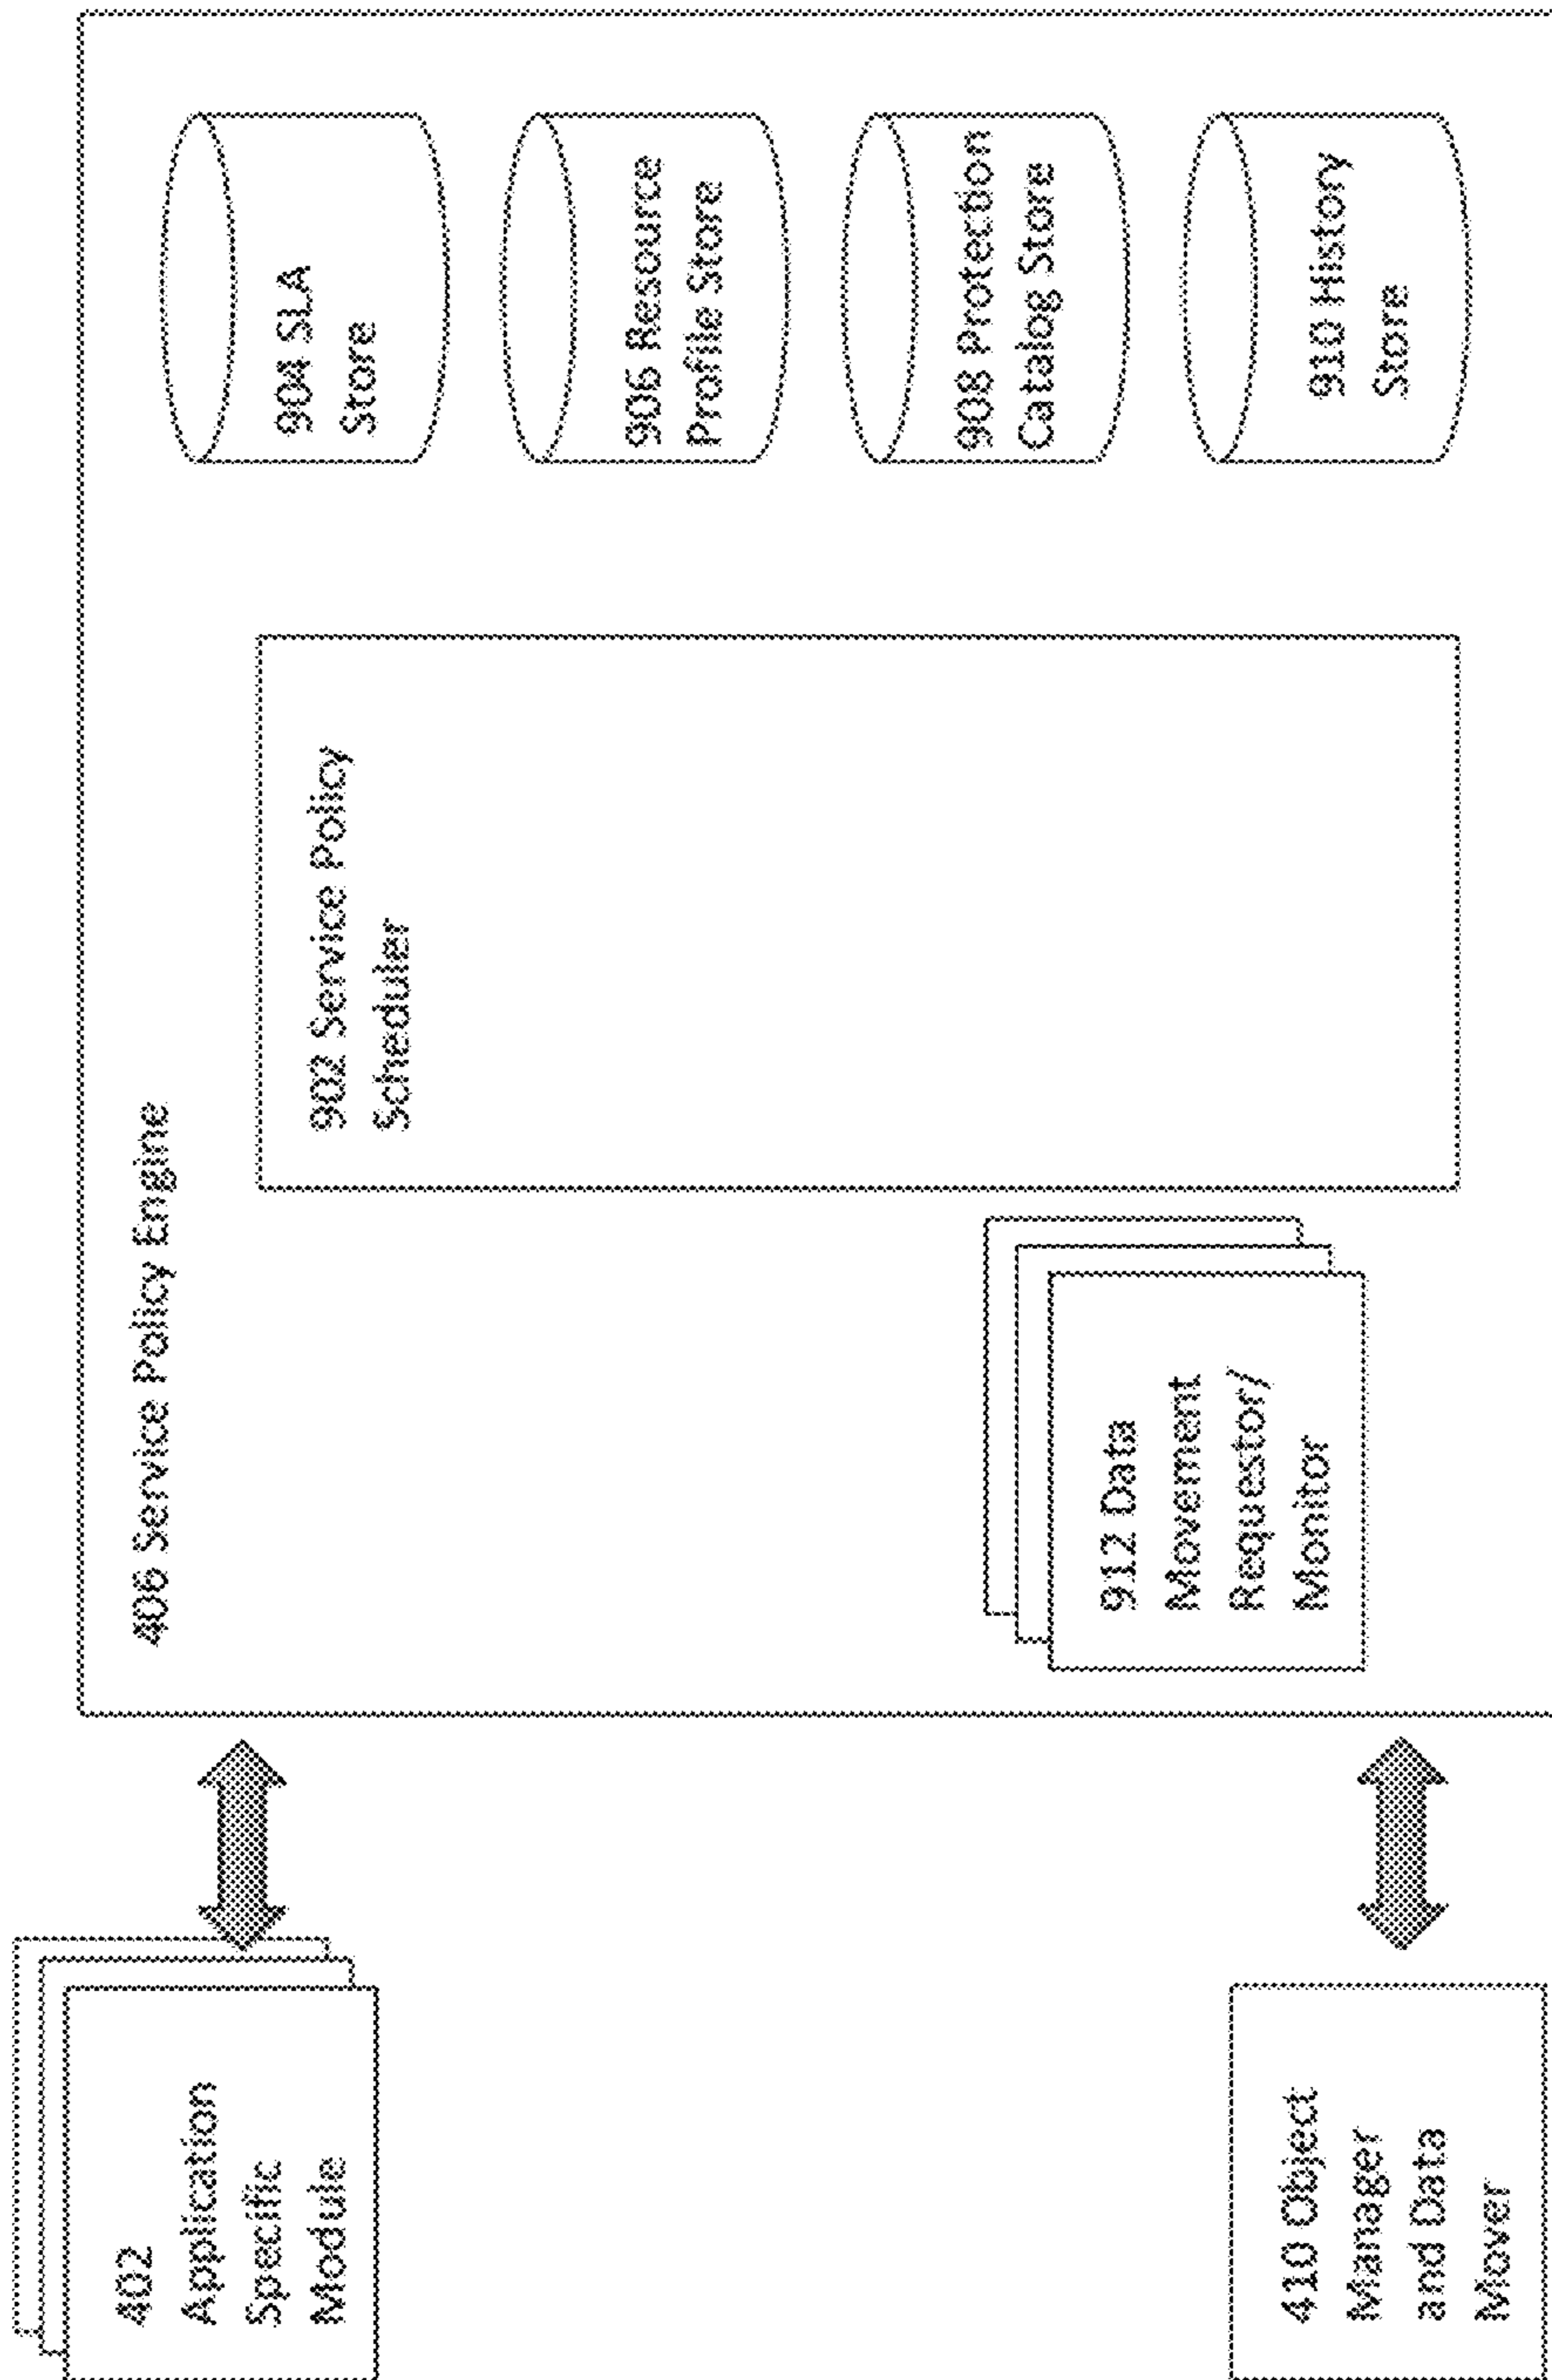 402
Application
Specific
Module
406 Service Policy Engine
902 Service Policy
Scheduler
904 SLA
Store
906 Resource
Profile Store
908 Protection
Catalog Store
910 History
Store
912 Data
Movement
Requestor/
Monitor
410 Object
Manager
and Data
Mover